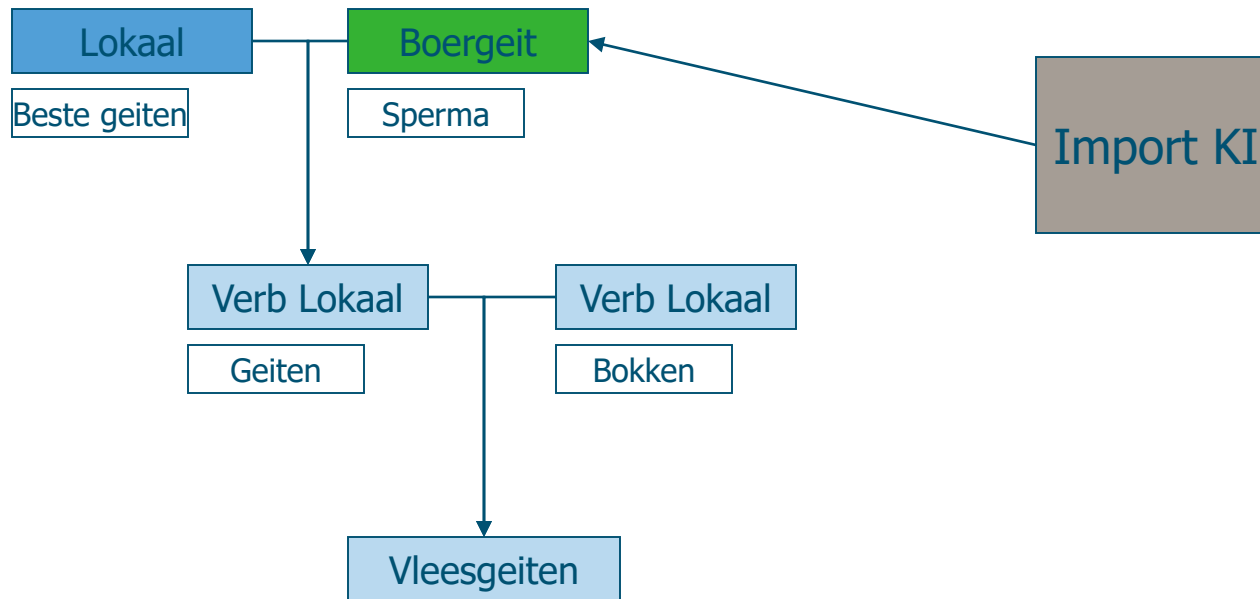 Lokaal
Boergeit
Beste geiten
Sperma
Import KI
Verb Lokaal
Verb Lokaal
Geiten
Bokken
Vleesgeiten